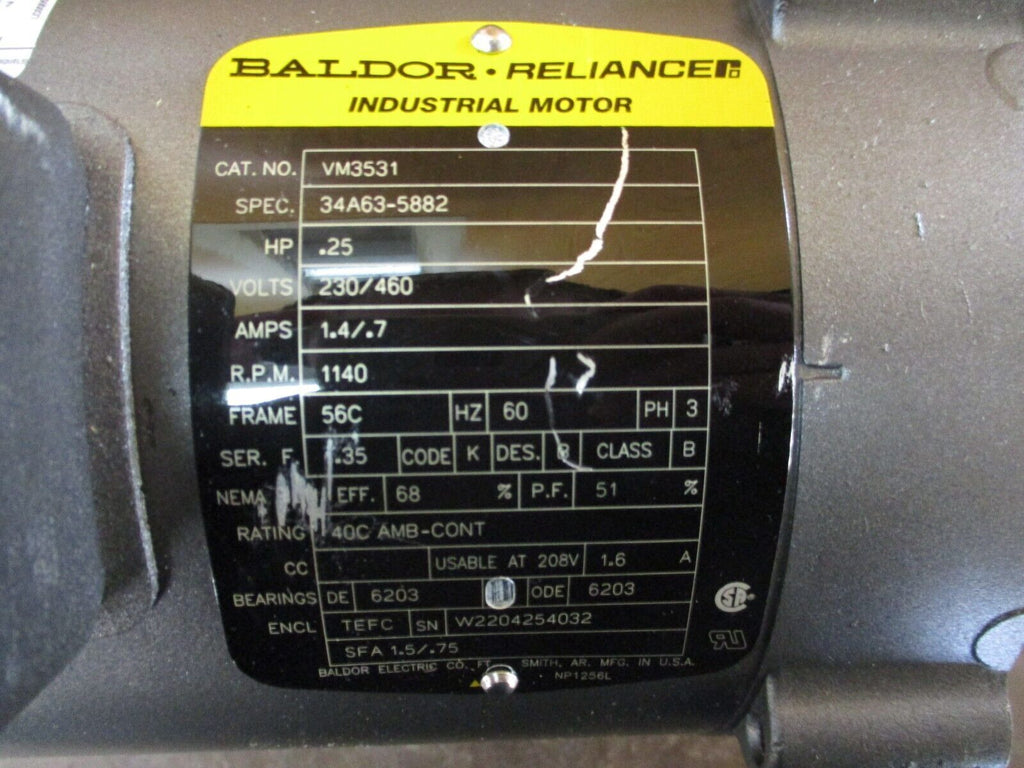 BALDOR • RELIANCE
INDUSTRIAL MOTOR
CAT. NO. VM3531
SPEC. 34A63-5882
HP .25
VOLTS 230/460
AMPS 1.4/.7
R.P.M. 1140
FRAME 56C HZ 60 PH 3
SER. F. .35 CODE K DES. B CLASS B
NEMA EFF. 68 % P.F. 51 %
RATING 40C AMB-CONT
CC USABLE AT 208V 1.6 A
BEARINGS DE 6203 ODE 6203
ENCL TEFC SN W2204254032
SFA 1.5/.75
BALDOR ELECTRIC CO. FT. SMITH, AR. MFG. IN U.S.A.
NP1256L